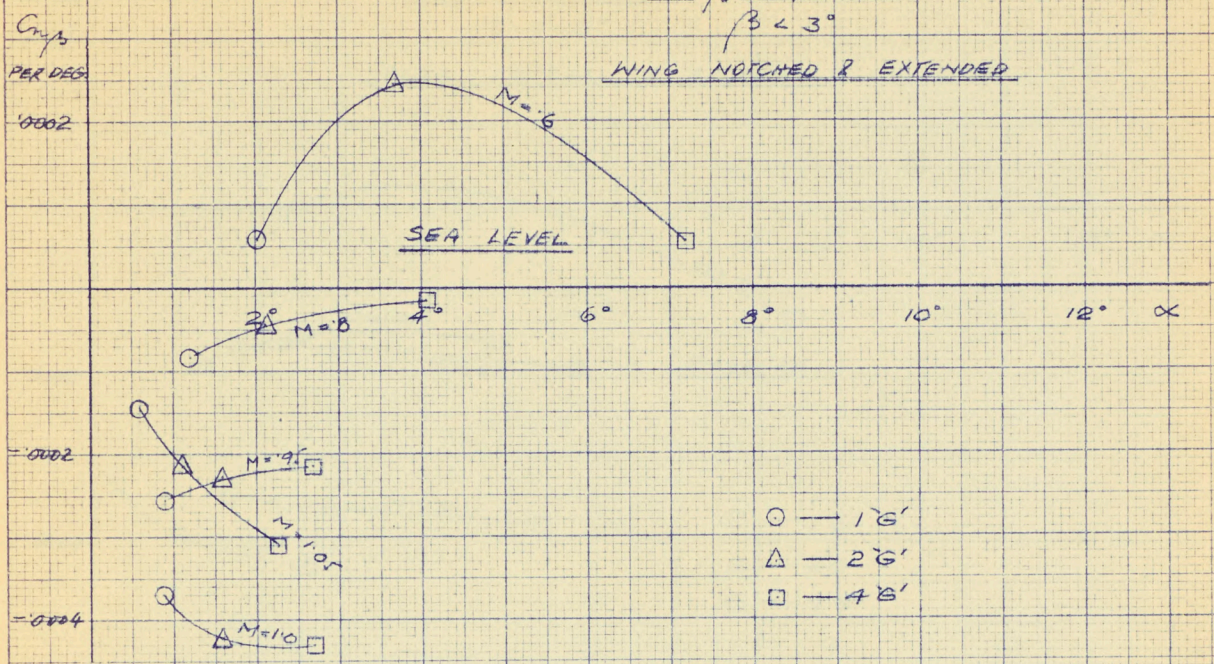 Cnβ
PER DEG.
β < 3°
WING NOTCHED & EXTENDED
.0002
M=.6
SEA LEVEL
2° 4° 6° 8° 10° 12° α
M=.8
-.0002
M=.95
M=1.05
-.0004
M=1.0
○ — 1 'G'
△ — 2 'G'
□ — 4 'G'